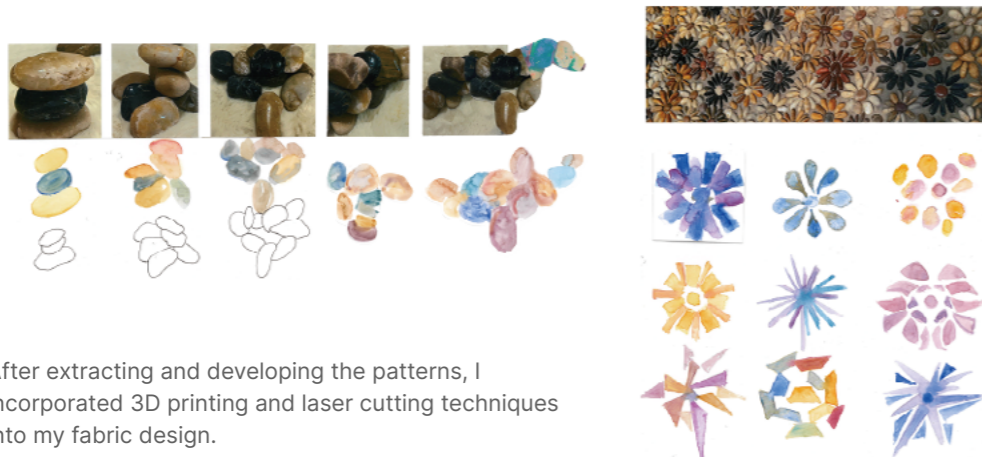 fter extracting and developing the patterns, I
ncorporated 3D printing and laser cutting techniques
nto my fabric design.